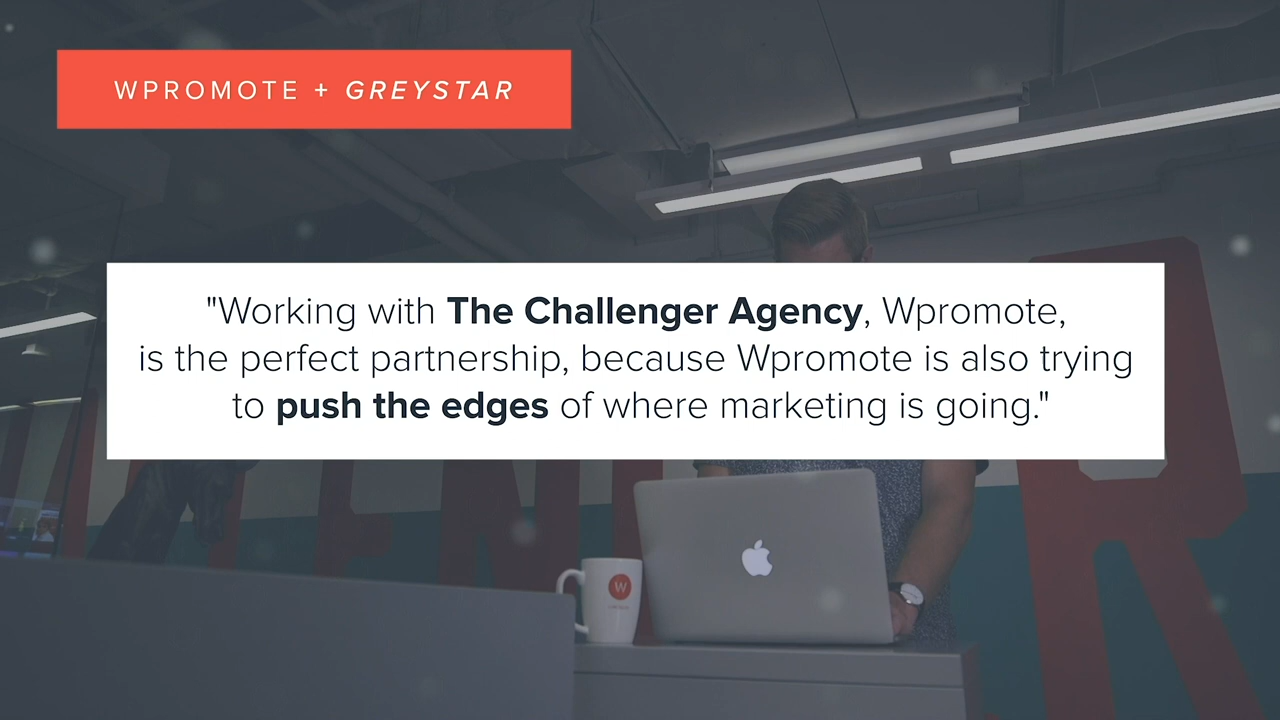 WPROMOTE + GREYSTAR
"Working with The Challenger Agency, Wpromote,
is the perfect partnership, because Wpromote is also trying
to push the edges of where marketing is going."
W